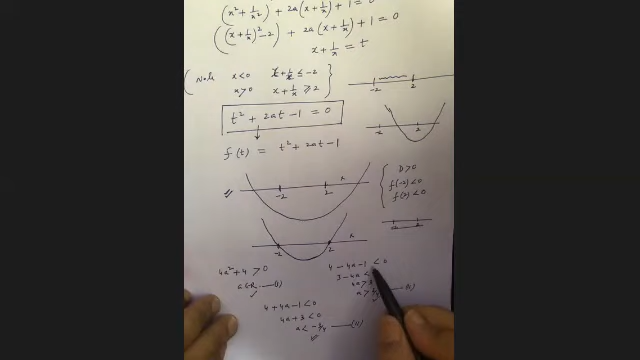 (x² + 1/x²) + 2a(x + 1/x) + 1 = 0
((x + 1/x)² - 2) + 2a(x + 1/x) + 1 = 0
x + 1/x = t
(Note x < 0 x + 1/x ≤ -2
x > 0 x + 1/x ≥ 2 }
-2 2
t² + 2at - 1 = 0
2
f(t) = t² + 2at - 1
D > 0
f(-2) < 0
f(2) < 0
-2 2 x
-2 2 x
4a² + 4 > 0
a ∈ R —(i)
4 - 4a - 1 < 0
3 - 4a <
4 + 4a - 1 < 0
4a + 3 < 0
a < -3/4 —(ii)